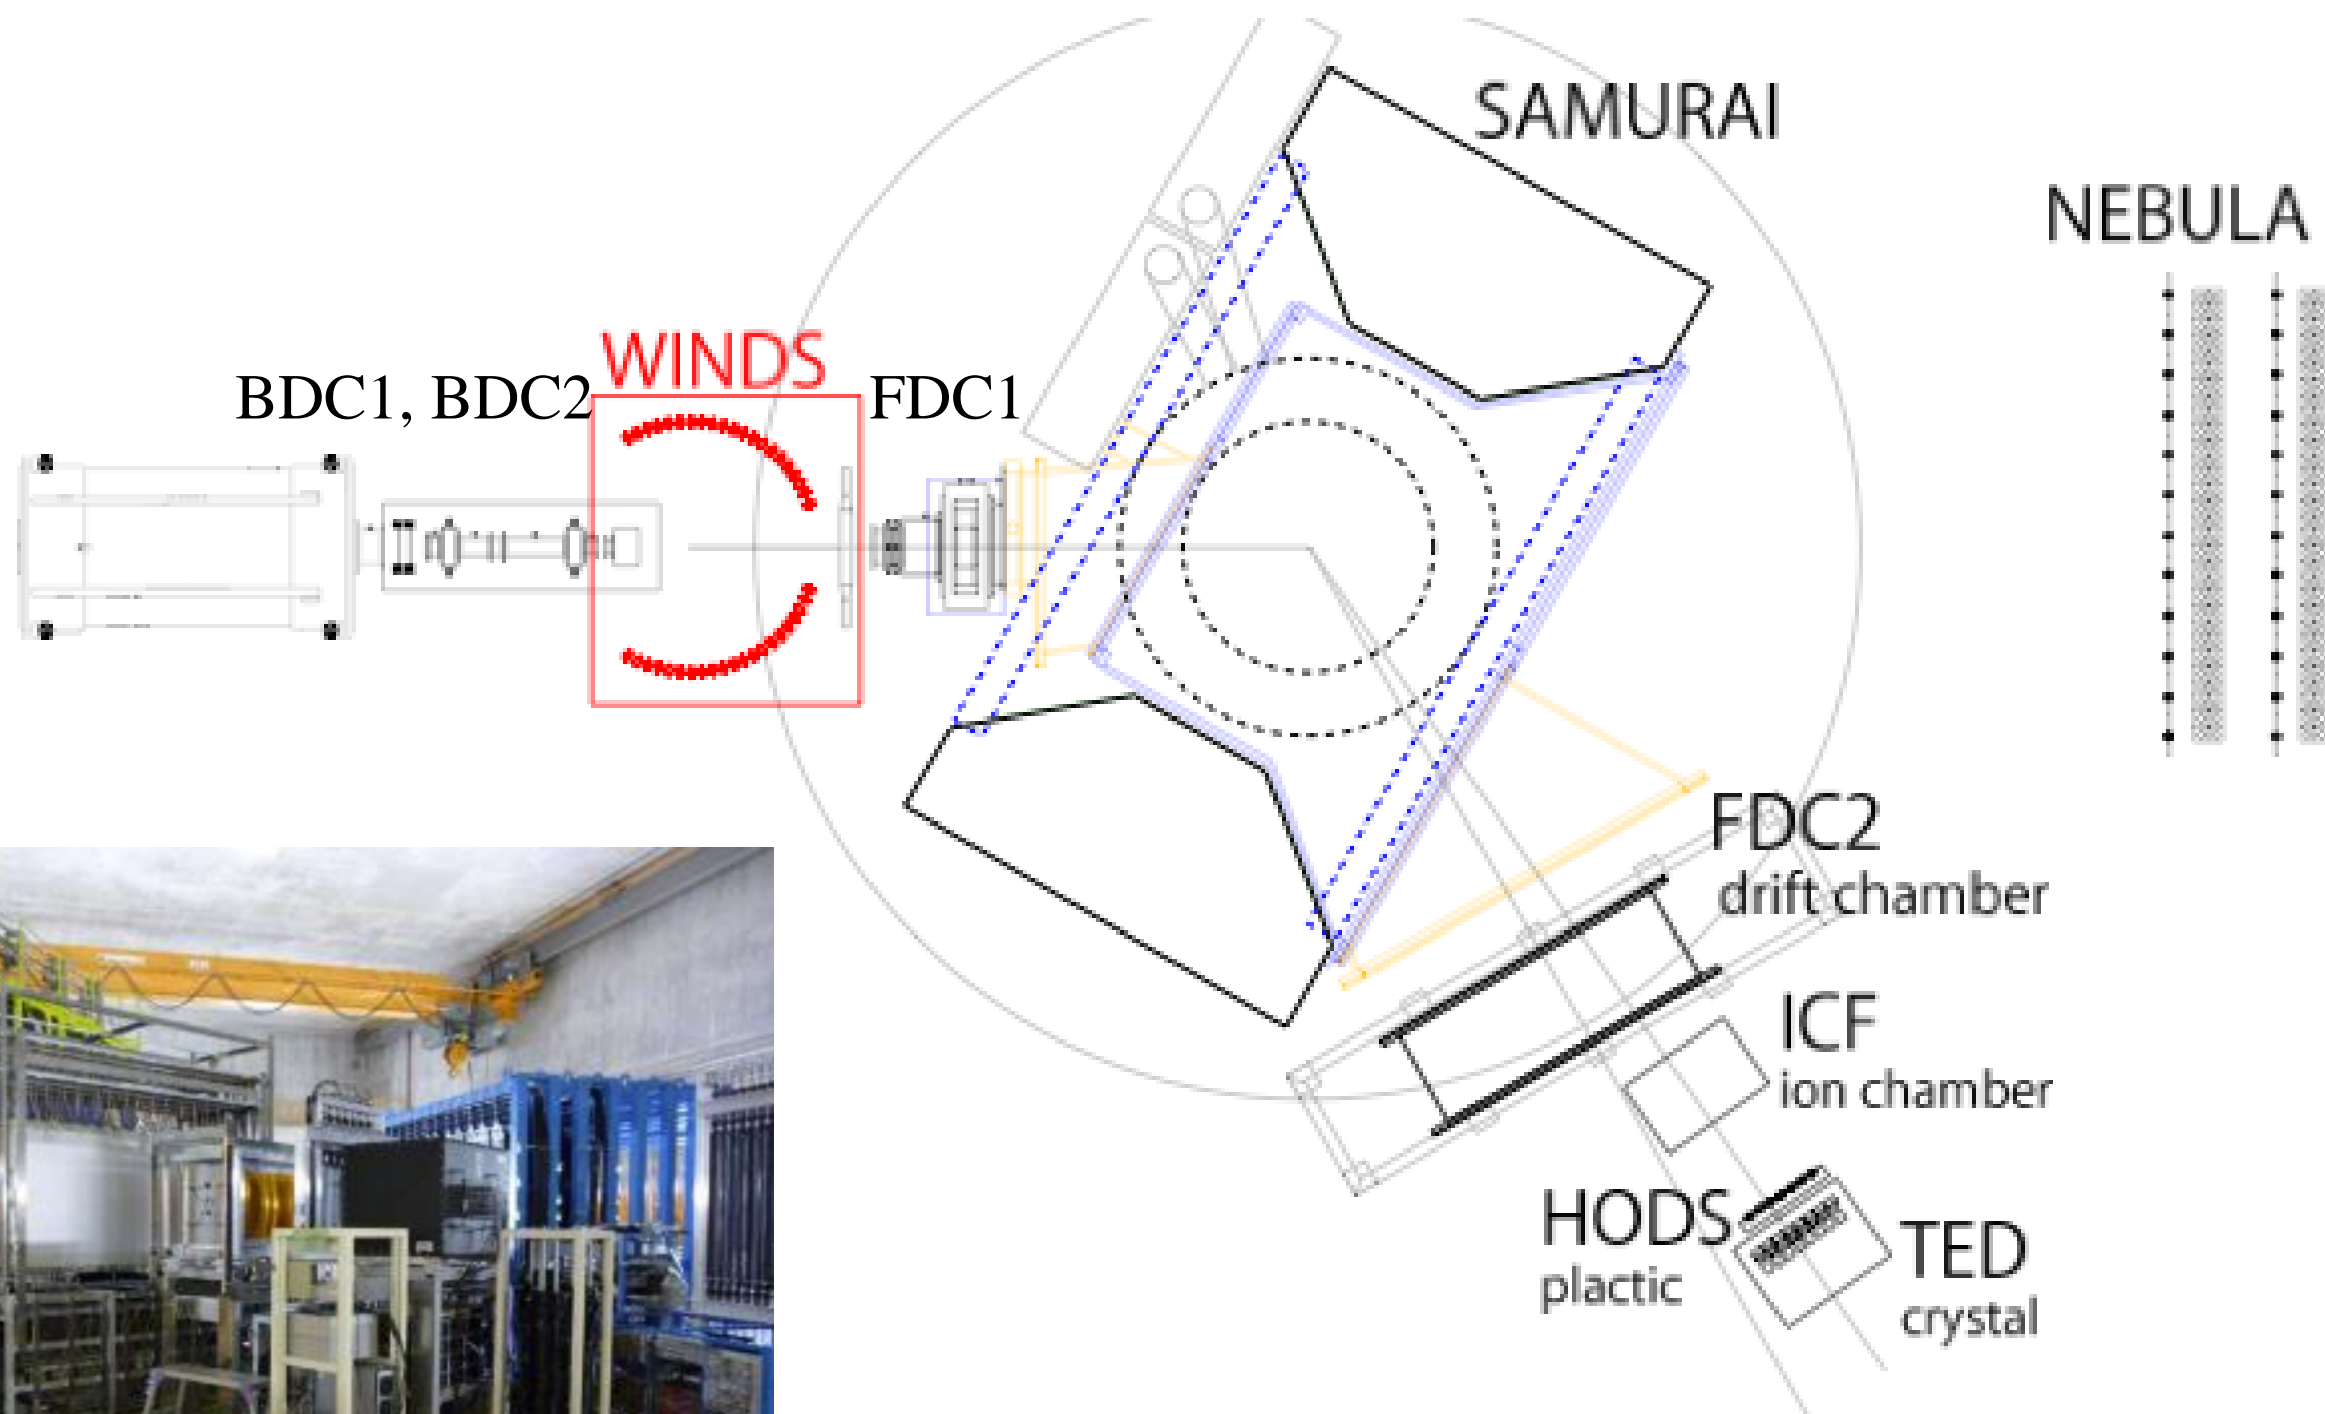 SAMURAI
NEBULA
WINDS
BDC1, BDC2
FDC1
FDC2
drift chamber
ICF
ion chamber
HODS
plactic
TED
crystal